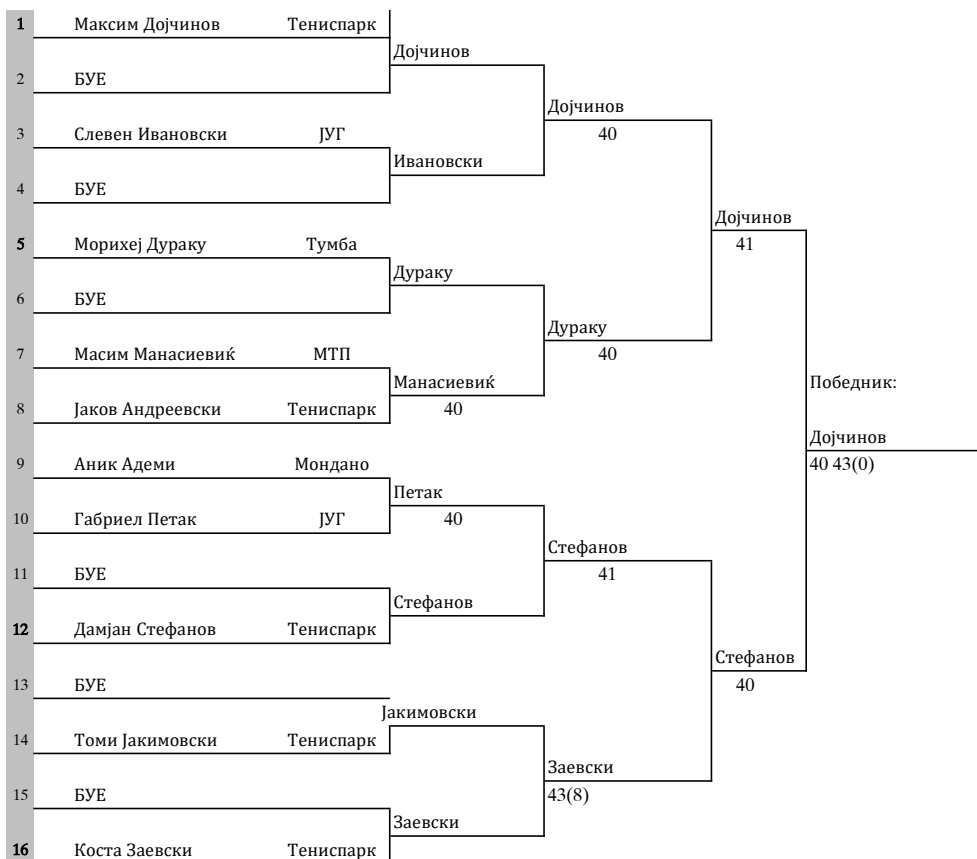 1 Максим Дојчинов Тениспарк
Дојчинов
2 БУЕ
Дојчинов
3 Слевен Ивановски ЈУГ
40
Ивановски
4 БУЕ
Дојчинов
5 Морихеј Дураку Тумба
41
Дураку
6 БУЕ
Дураку
7 Масим Манасиевиќ МТП
40
Манасиевиќ
Победник:
8 Јаков Андреевски Тениспарк
40
Дојчинов
9 Аник Адеми Мондано
40 43(0)
Петак
10 Габриел Петак ЈУГ
40
Стефанов
11 БУЕ
41
Стефанов
12 Дамјан Стефанов Тениспарк
Стефанов
13 БУЕ
40
Јакимовски
14 Томи Јакимовски Тениспарк
Заевски
15 БУЕ
43(8)
Заевски
16 Коста Заевски Тениспарк